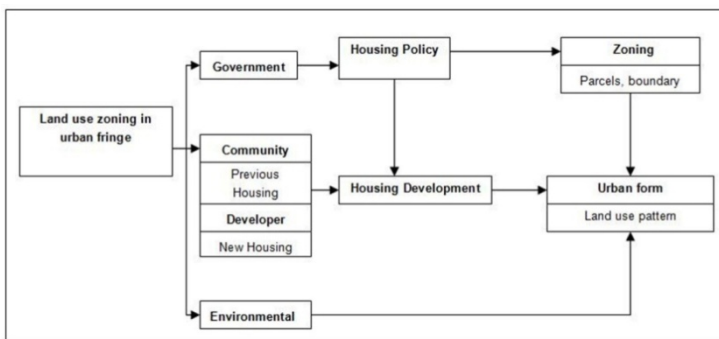 Land use zoning in
urban fringe
Government
Housing Policy
Zoning
Parcels, boundary
Community
Previous
Housing
Developer
New Housing
Housing Development
Urban form
Land use pattern
Environmental